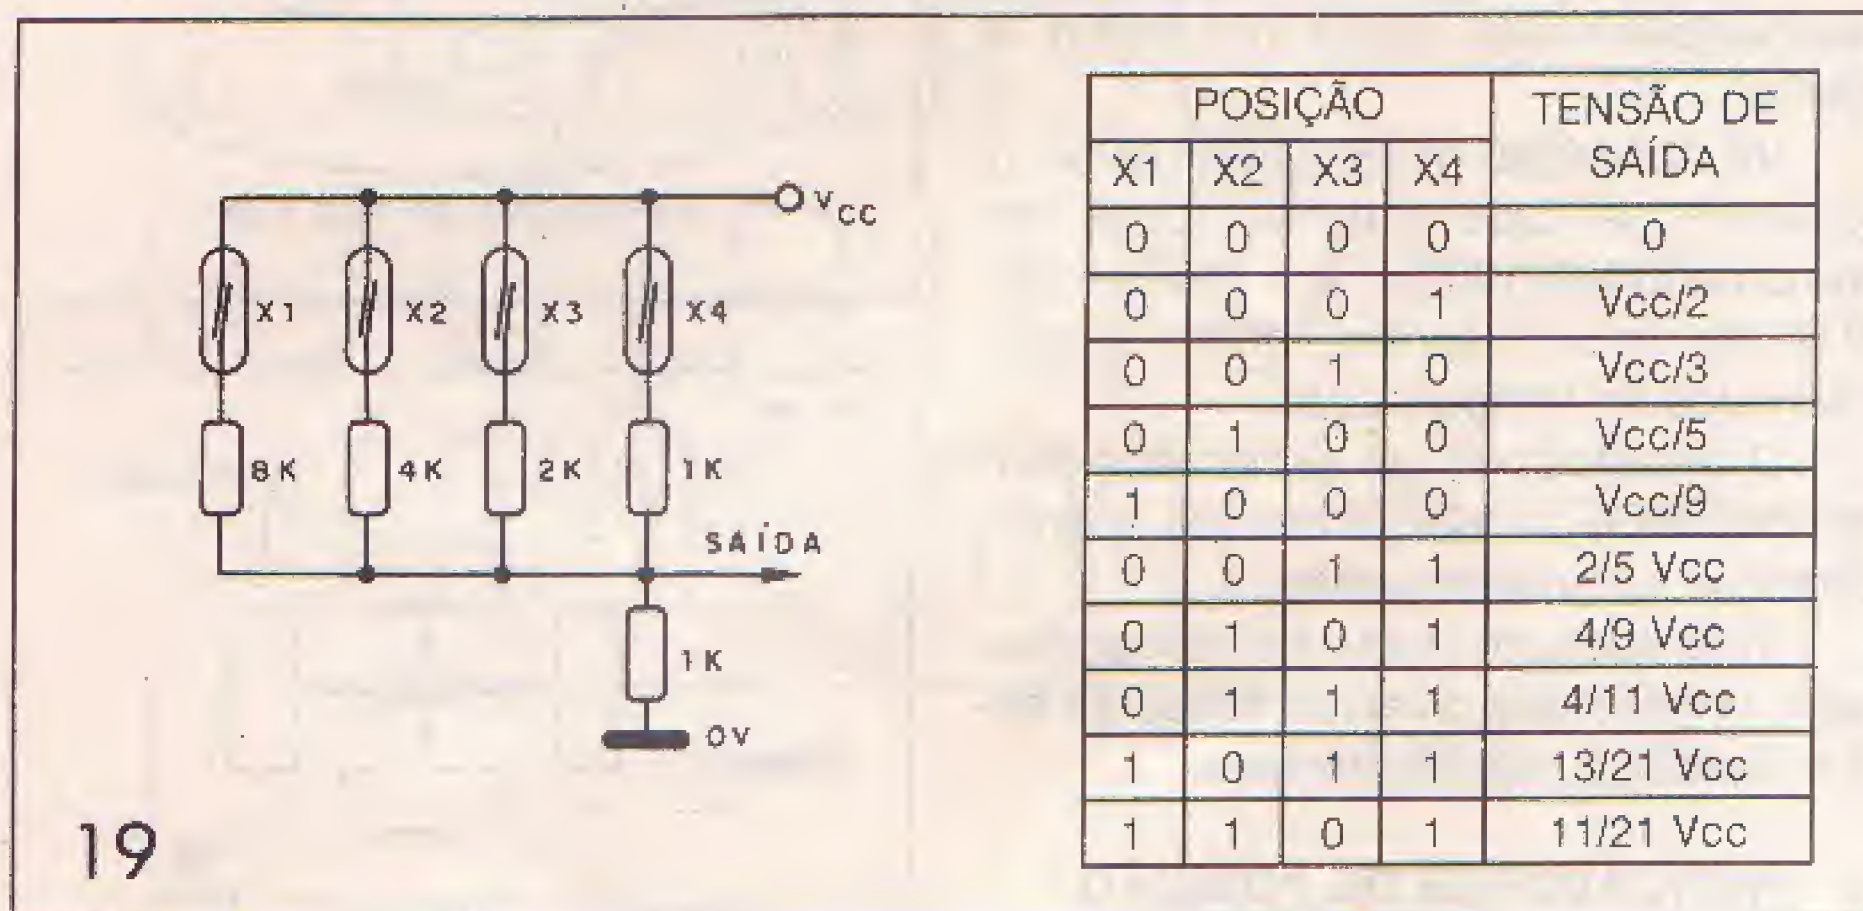 VCC
X1 X2 X3 X4
8K 4K 2K 1K
SAÍDA
1K
0V
19
POSIÇÃO TENSÃO DE SAÍDA
X1 X2 X3 X4
0 0 0 0 0
0 0 0 1 Vcc/2
0 0 1 0 Vcc/3
0 1 0 0 Vcc/5
1 0 0 0 Vcc/9
0 0 1 1 2/5 Vcc
0 1 0 1 4/9 Vcc
0 1 1 1 4/11 Vcc
1 0 1 1 13/21 Vcc
1 1 0 1 11/21 Vcc